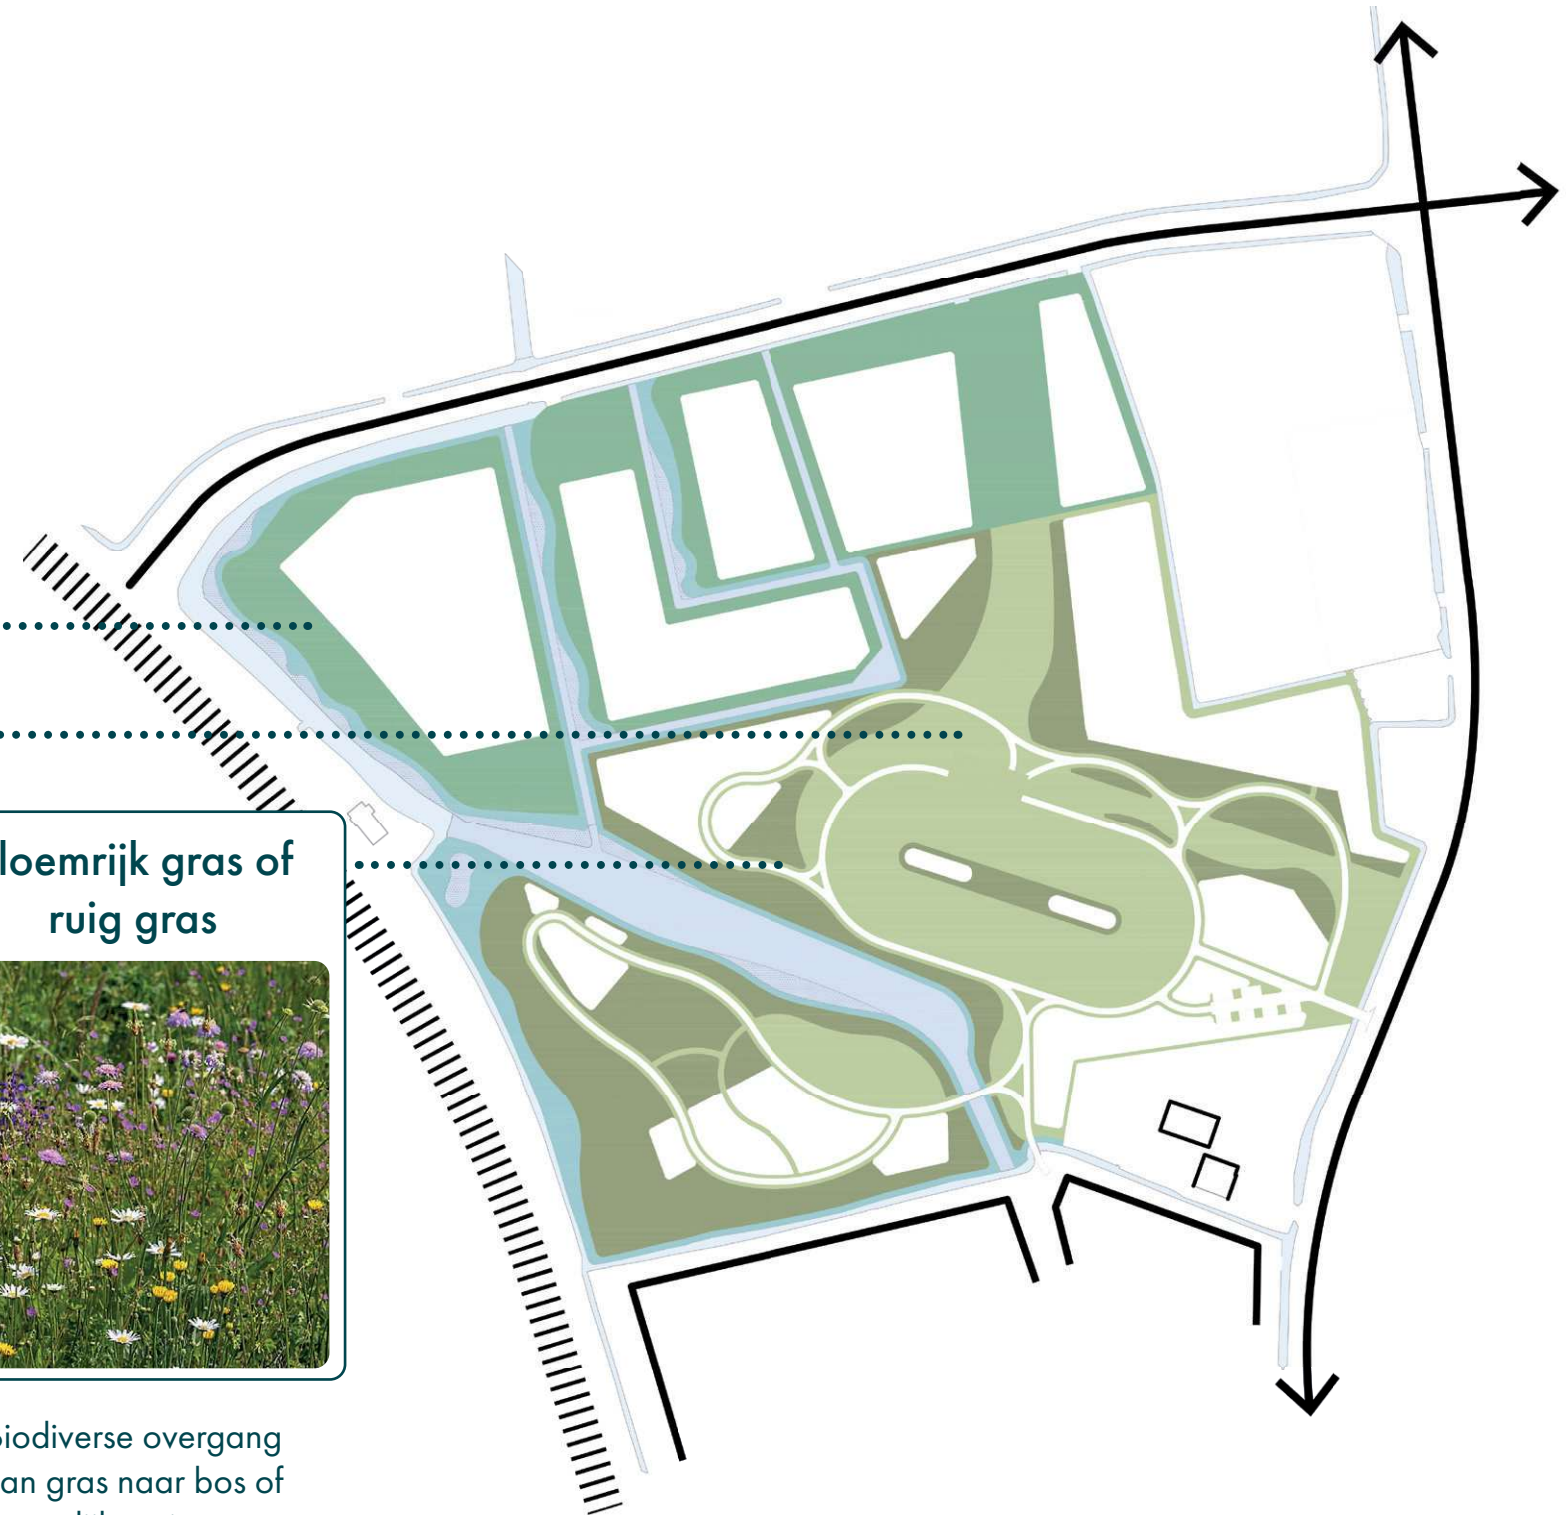 loemrijk gras of
ruig gras
iodiverse overgang
an gras naar bos of